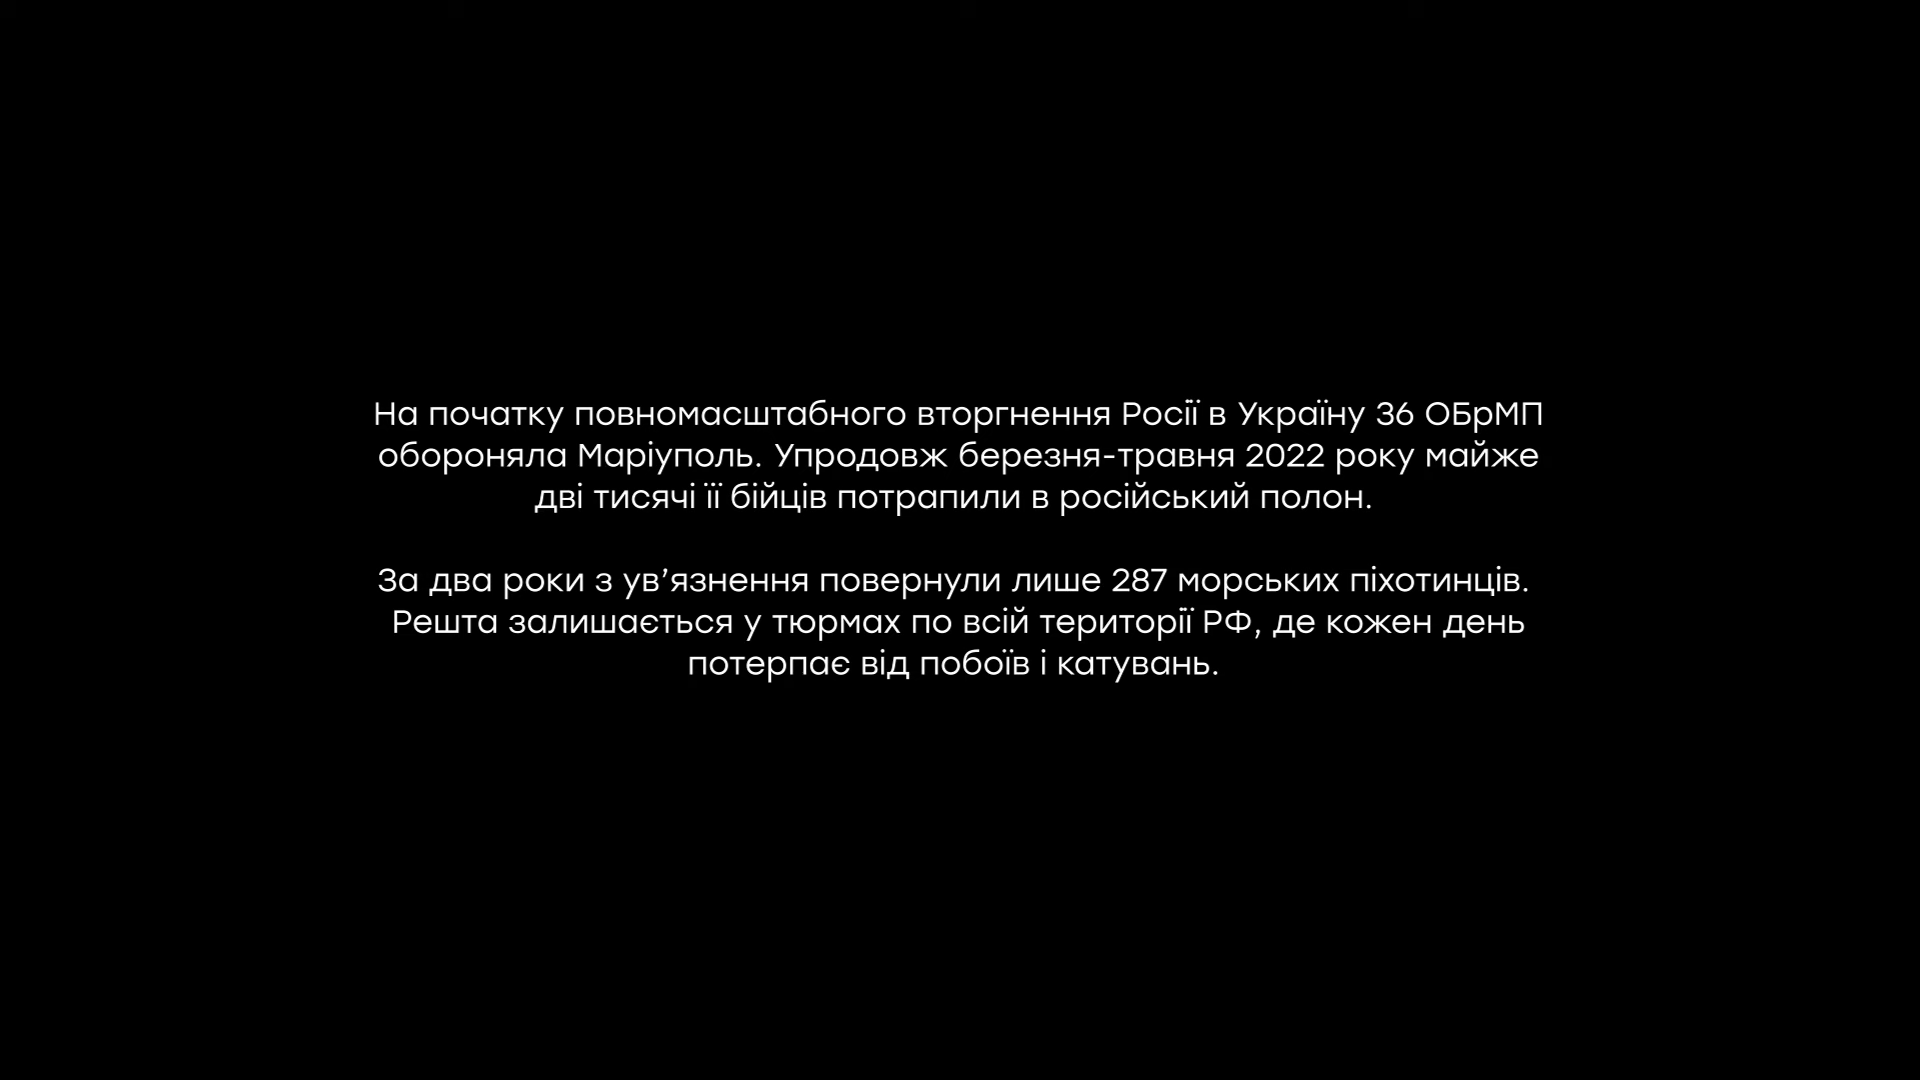 На початку повномасштабного вторгнення Росії в Україну 36 ОБрМП
обороняла Маріуполь. Упродовж березня-травня 2022 року майже
дві тисячі її бійців потрапили в російський полон.
За два роки з ув’язнення повернули лише 287 морських піхотинців.
Решта залишається у тюрмах по всій території РФ, де кожен день
потерпає від побоїв і катувань.